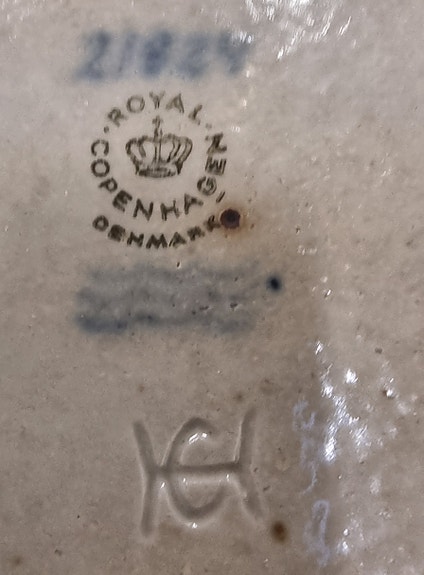 21824
ROYAL
COPENHAGEN
DENMARK